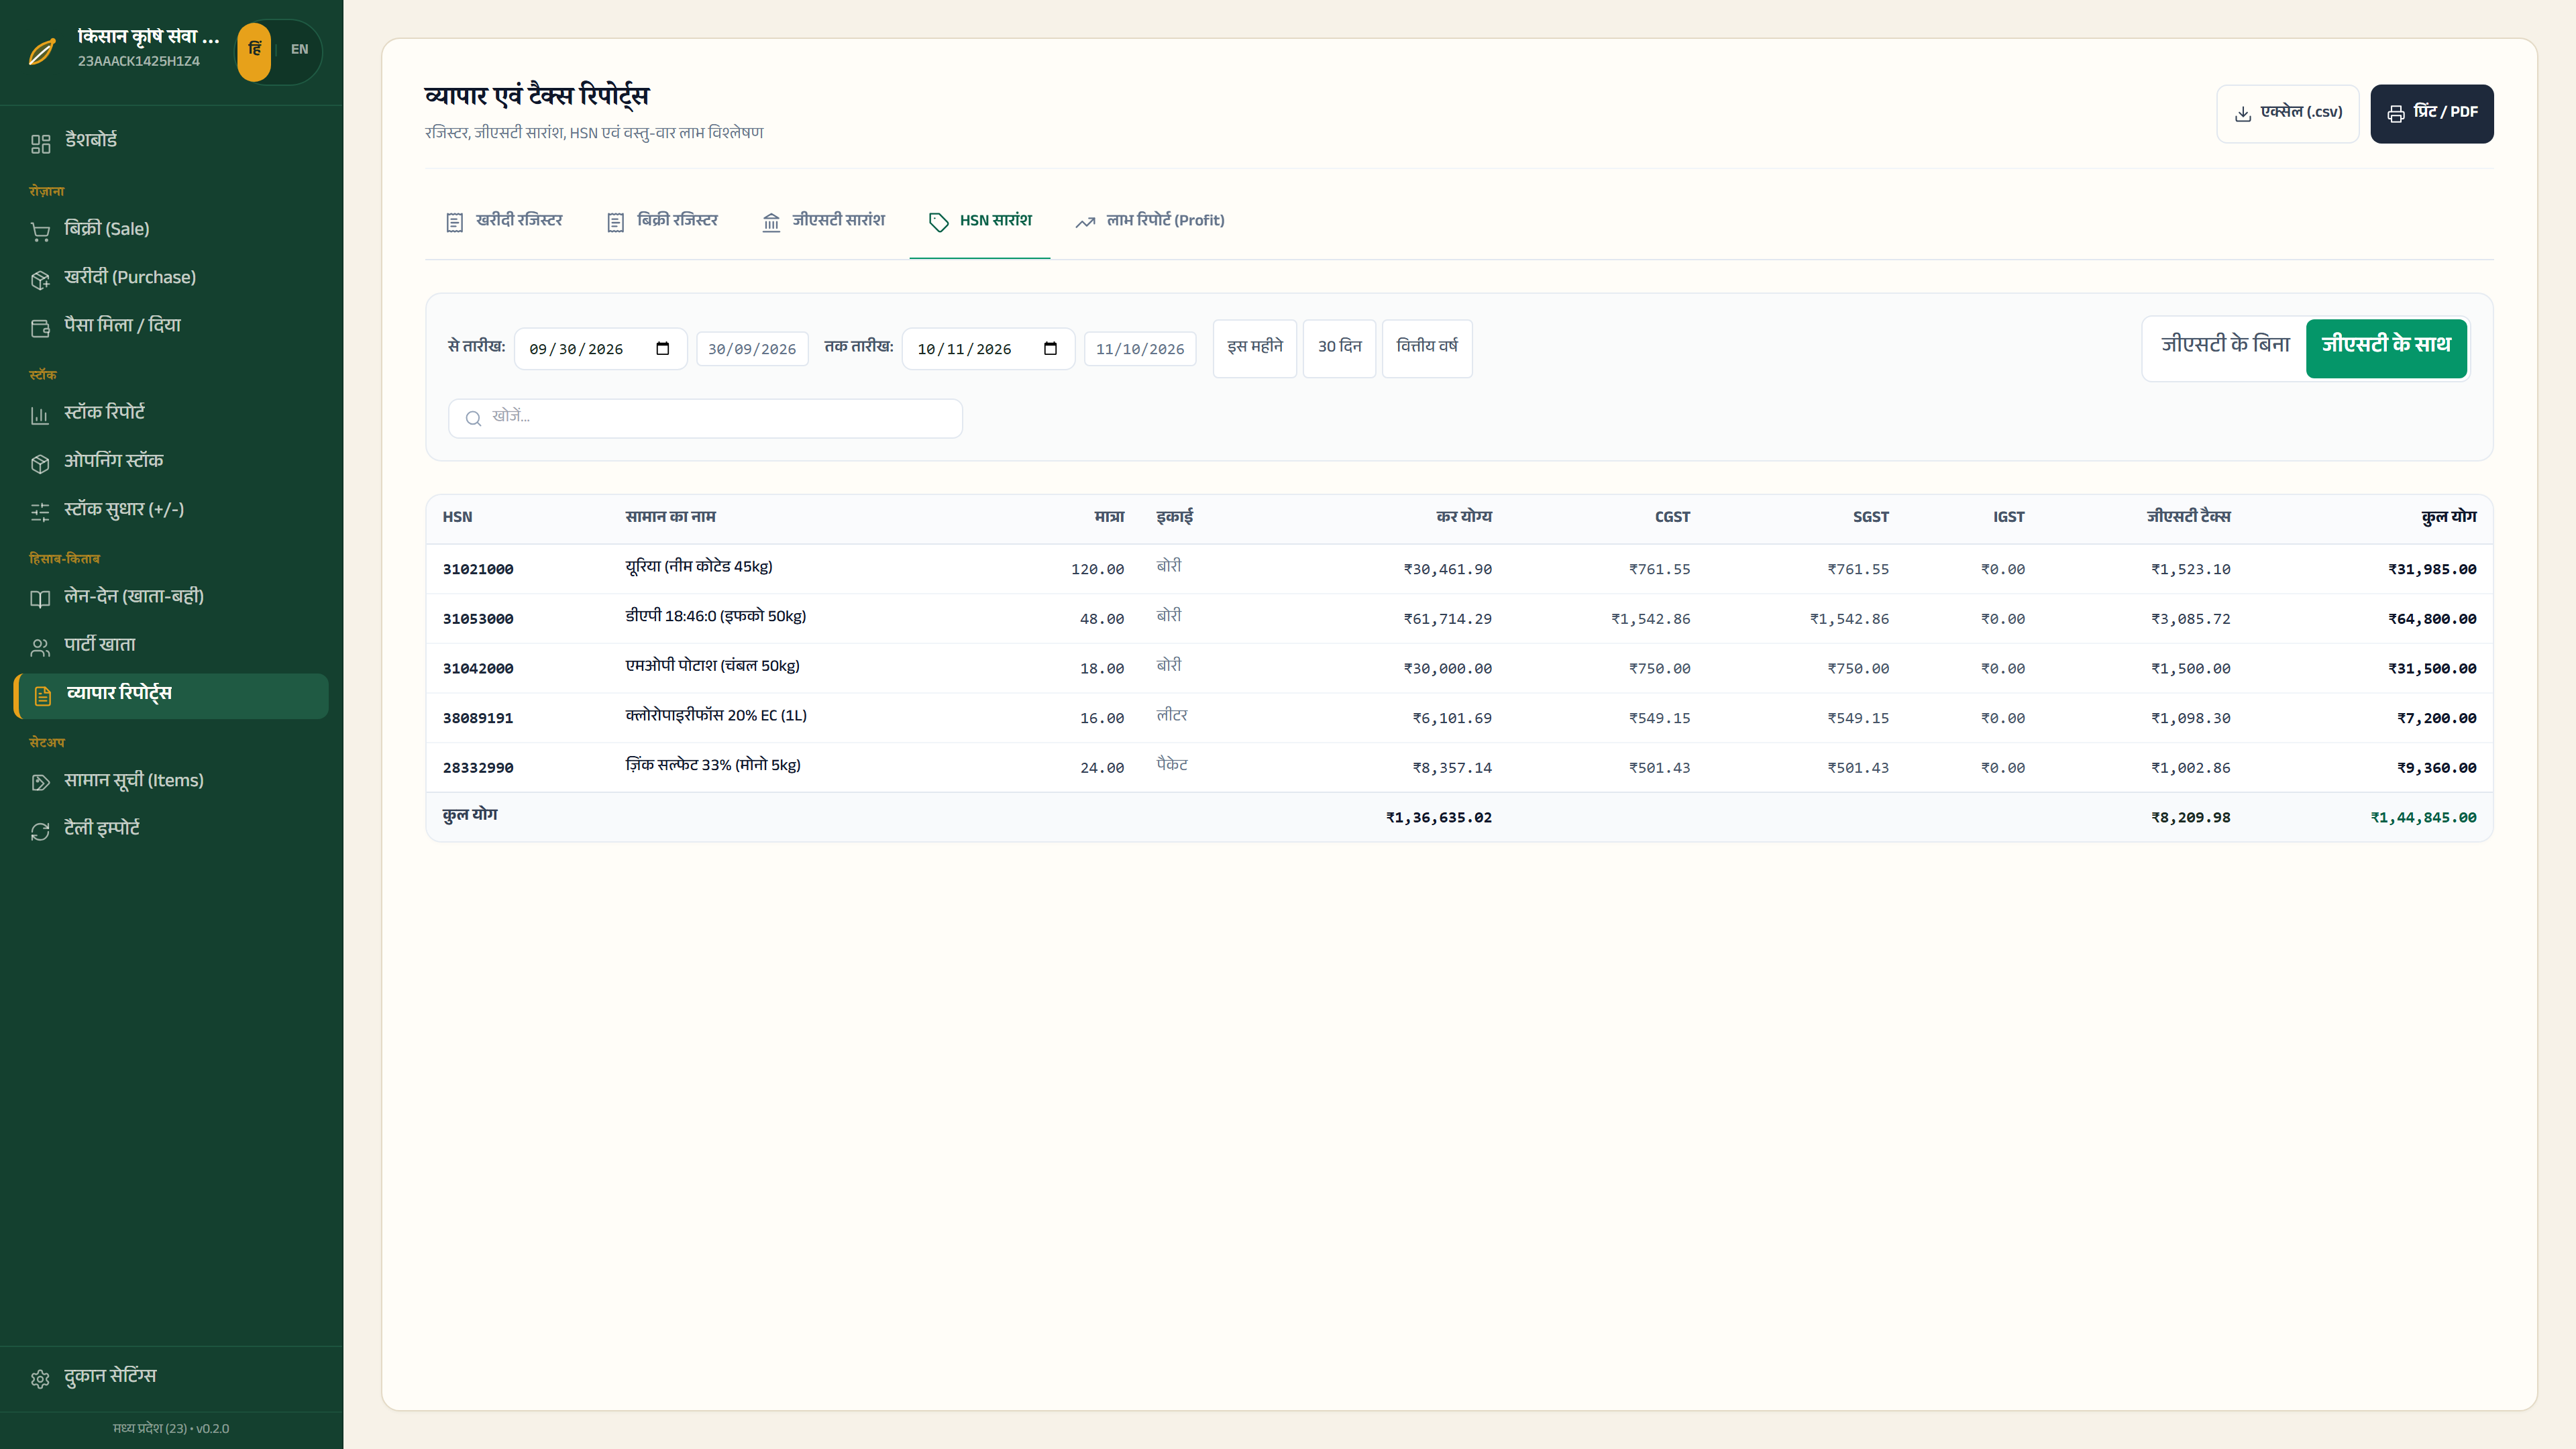 किसान कृषि सेवा ...
23AAACK1425H1Z4
हिं | EN
डैशबोर्ड
रोज़ाना
बिक्री (Sale)
खरीदी (Purchase)
पैसा मिला / दिया
स्टॉक
स्टॉक रिपोर्ट
ओपनिंग स्टॉक
स्टॉक सुधार (+/-)
हिसाब-किताब
लेन-देन (खाता-बही)
पार्टी खाता
व्यापार रिपोर्ट्स
सेटअप
सामान सूची (Items)
टैली इम्पोर्ट
दुकान सेटिंग्स
मध्य प्रदेश (23) • v0.2.0
व्यापार एवं टैक्स रिपोर्ट्स
रजिस्टर, जीएसटी सारांश, HSN एवं वस्तु-वार लाभ विश्लेषण
एक्सेल (.csv) प्रिंट / PDF
खरीदी रजिस्टर बिक्री रजिस्टर जीएसटी सारांश HSN सारांश लाभ रिपोर्ट (Profit)
से तारीख: 09/30/2026 30/09/2026 तक तारीख: 10/11/2026 11/10/2026 इस महीने 30 दिन वित्तीय वर्ष जीएसटी के बिना जीएसटी के साथ
खोजें...
HSN सामान का नाम मात्रा इकाई कर योग्य CGST SGST IGST जीएसटी टैक्स कुल योग
31021000 यूरिया (नीम कोटेड 45kg) 120.00 बोरी ₹30,461.90 ₹761.55 ₹761.55 ₹0.00 ₹1,523.10 ₹31,985.00
31053000 डीएपी 18:46:0 (इफको 50kg) 48.00 बोरी ₹61,714.29 ₹1,542.86 ₹1,542.86 ₹0.00 ₹3,085.72 ₹64,800.00
31042000 एमओपी पोटाश (चंबल 50kg) 18.00 बोरी ₹30,000.00 ₹750.00 ₹750.00 ₹0.00 ₹1,500.00 ₹31,500.00
38089191 क्लोरोपाइरीफॉस 20% EC (1L) 16.00 लीटर ₹6,101.69 ₹549.15 ₹549.15 ₹0.00 ₹1,098.30 ₹7,200.00
28332990 ज़िंक सल्फेट 33% (मोनो 5kg) 24.00 पैकेट ₹8,357.14 ₹501.43 ₹501.43 ₹0.00 ₹1,002.86 ₹9,360.00
कुल योग ₹1,36,635.02 ₹8,209.98 ₹1,44,845.00